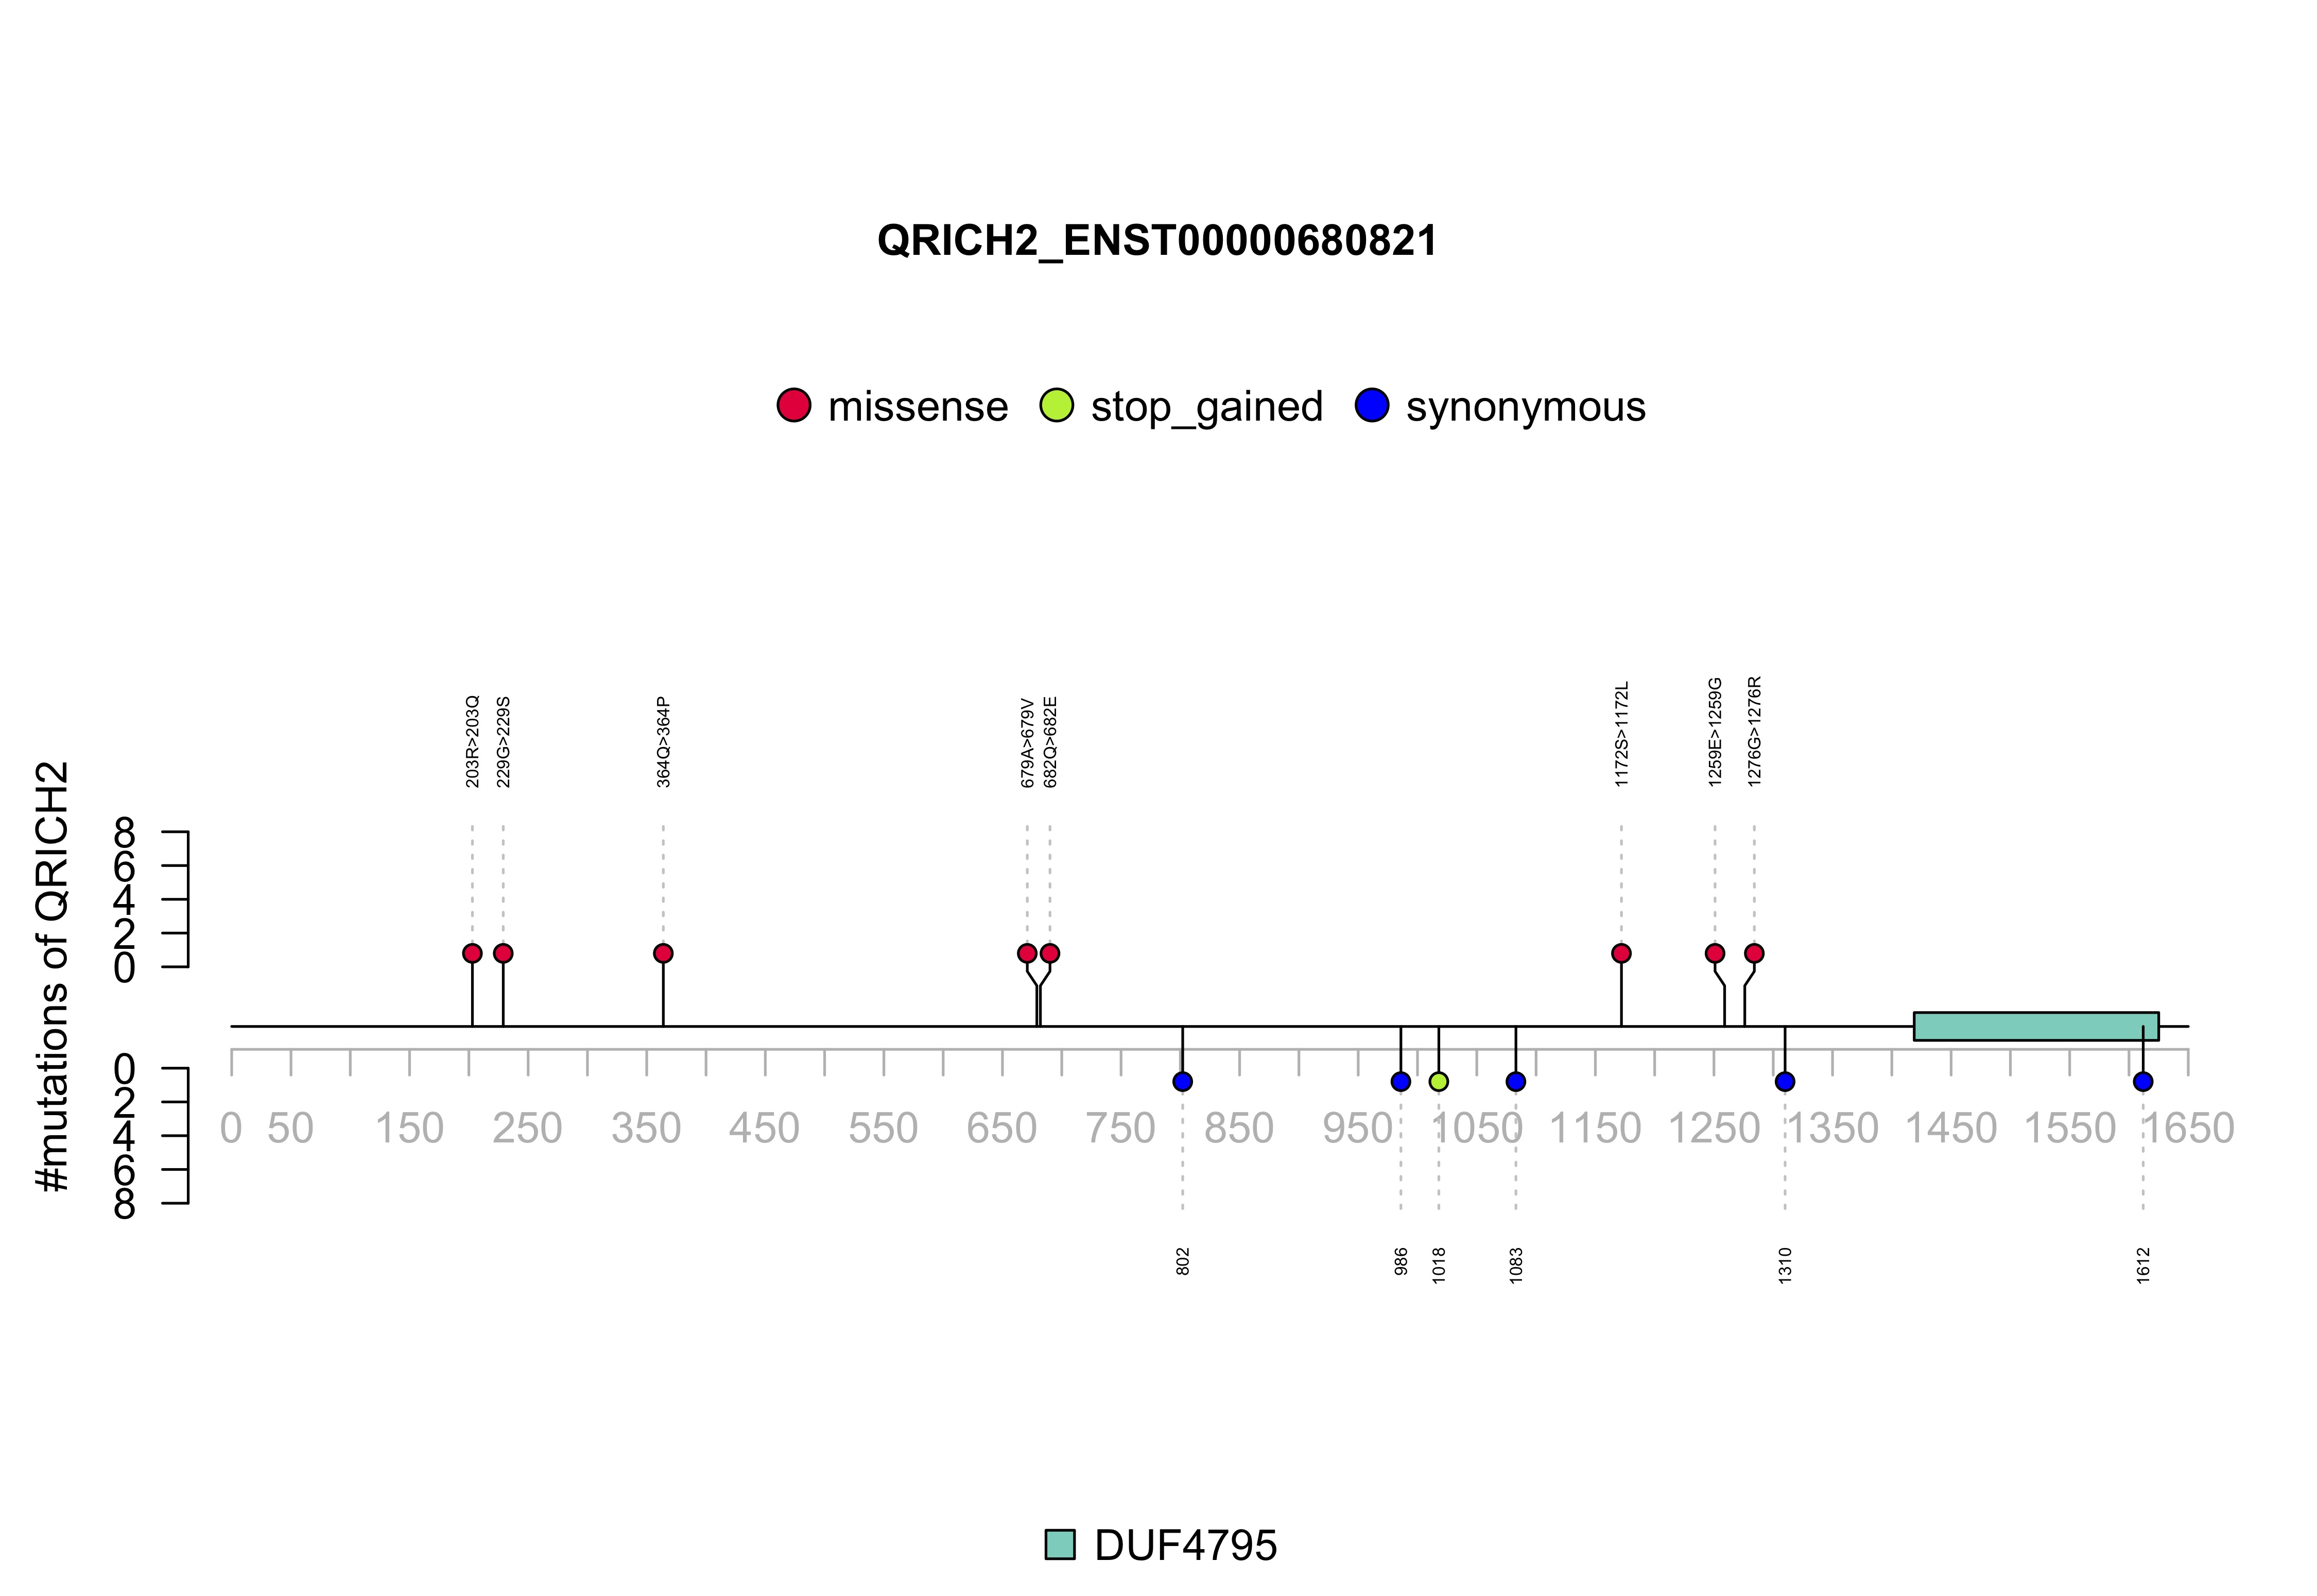 QRICH2_ENST00000680821
missense stop_gained synonymous
203R>203Q 229G>229S 364Q>364P 679A>679V 682Q>682E 1172S>1172L 1259E>1259G 1276G>1276R
#mutations of QRICH2
8
6
4
2
0
0
2
4
6
8
0 50 150 250 350 450 550 650 750 850 950 1050 1150 1250 1350 1450 1550 1650
802 986 1018 1083 1310 1612
DUF4795